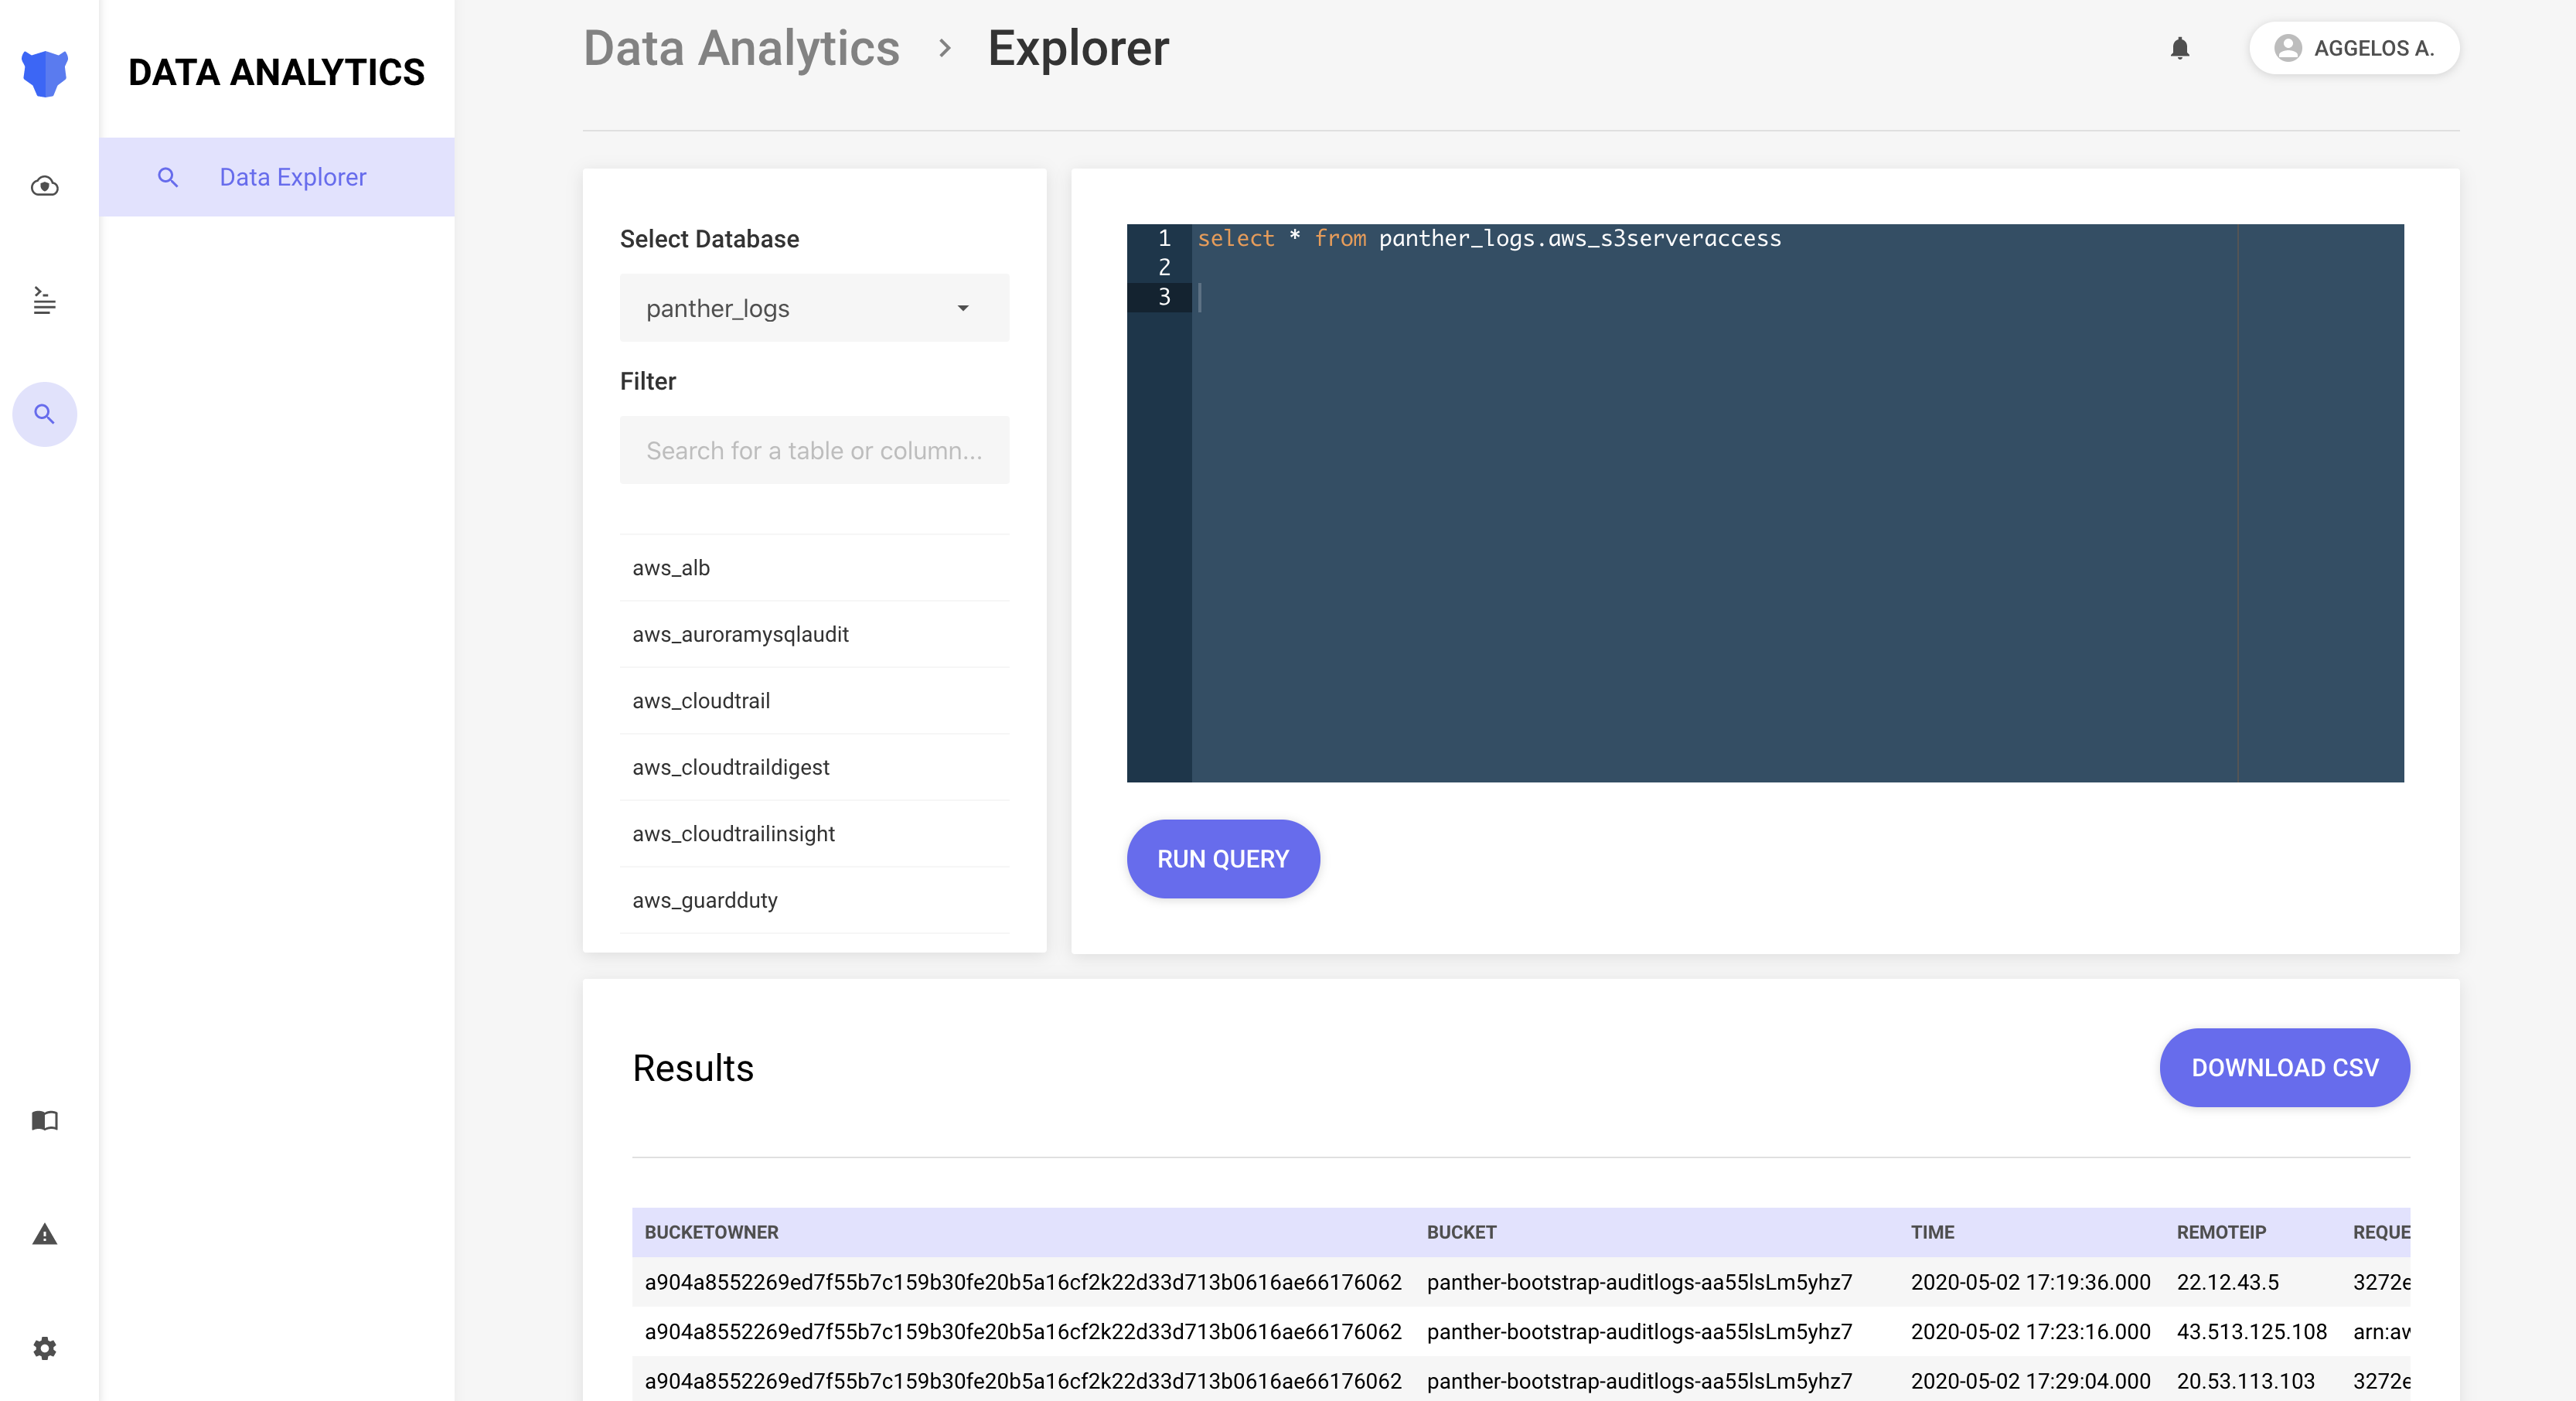 DATA ANALYTICS
Data Explorer
Data Analytics > Explorer
AGGELOS A.
Select Database
panther_logs
Filter
Search for a table or column...
aws_alb
aws_auroramysqlaudit
aws_cloudtrail
aws_cloudtraildigest
aws_cloudtrailinsight
aws_guardduty
1 select * from panther_logs.aws_s3serveraccess
2
3
RUN QUERY
Results
DOWNLOAD CSV
BUCKETOWNER BUCKET TIME REMOTEIP REQUE
a904a8552269ed7f55b7c159b30fe20b5a16cf2k22d33d713b0616ae66176062 panther-bootstrap-auditlogs-aa55lsLm5yhz7 2020-05-02 17:19:36.000 22.12.43.5 3272e
a904a8552269ed7f55b7c159b30fe20b5a16cf2k22d33d713b0616ae66176062 panther-bootstrap-auditlogs-aa55lsLm5yhz7 2020-05-02 17:23:16.000 43.513.125.108 arn:aw
a904a8552269ed7f55b7c159b30fe20b5a16cf2k22d33d713b0616ae66176062 panther-bootstrap-auditlogs-aa55lsLm5yhz7 2020-05-02 17:29:04.000 20.53.113.103 3272e